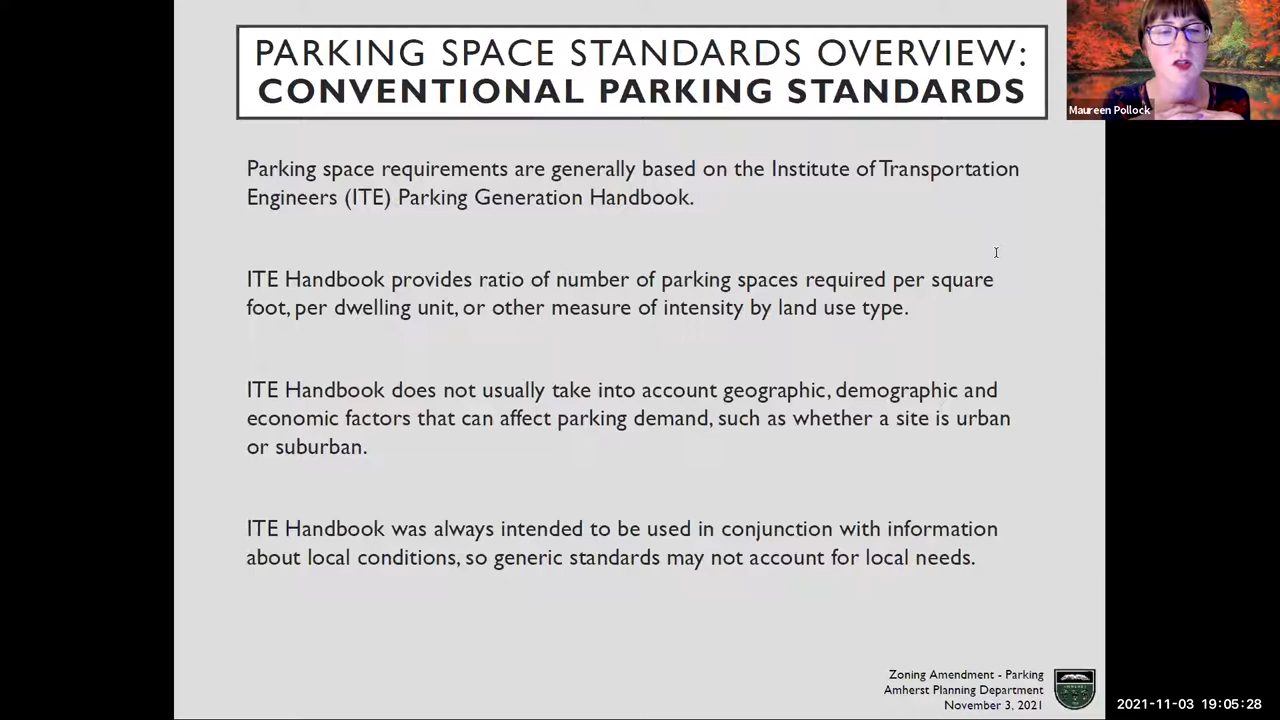 PARKING SPACE STANDARDS OVERVIEW:
CONVENTIONAL PARKING STANDARDS
Maureen Pollock
Parking space requirements are generally based on the Institute of Transportation
Engineers (ITE) Parking Generation Handbook.
ITE Handbook provides ratio of number of parking spaces required per square
foot, per dwelling unit, or other measure of intensity by land use type.
ITE Handbook does not usually take into account geographic, demographic and
economic factors that can affect parking demand, such as whether a site is urban
or suburban.
ITE Handbook was always intended to be used in conjunction with information
about local conditions, so generic standards may not account for local needs.
Zoning Amendment - Parking
Amherst Planning Department
November 3, 2021
2021-11-03 19:05:28